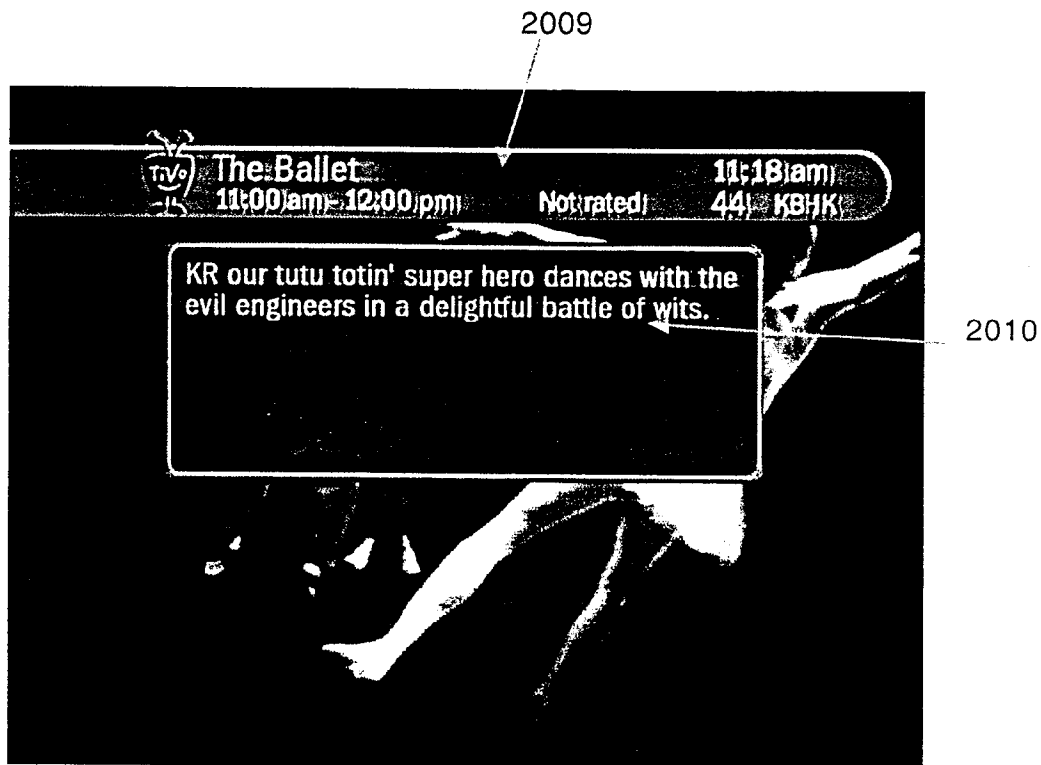 2009
TiVo
The Ballet 11:18 am
11:00 am - 12:00 pm Not rated 44 KBHK
KR our tutu totin' super hero dances with the
evil engineers in a delightful battle of wits.
2010